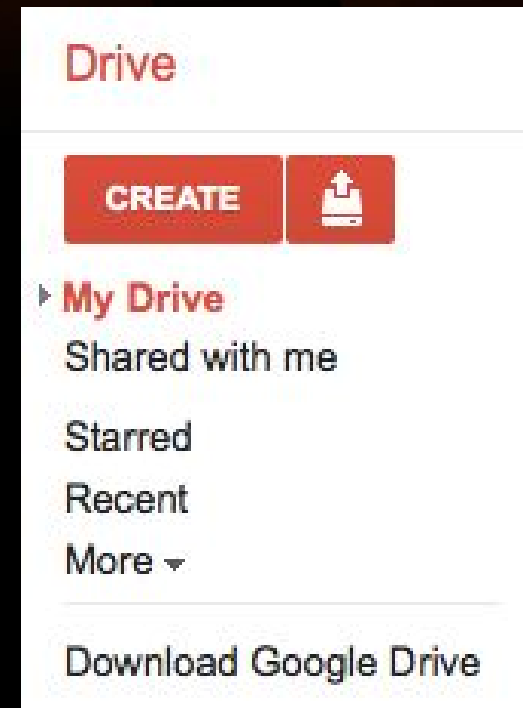 Drive
CREATE
My Drive
Shared with me
Starred
Recent
More
Download Google Drive